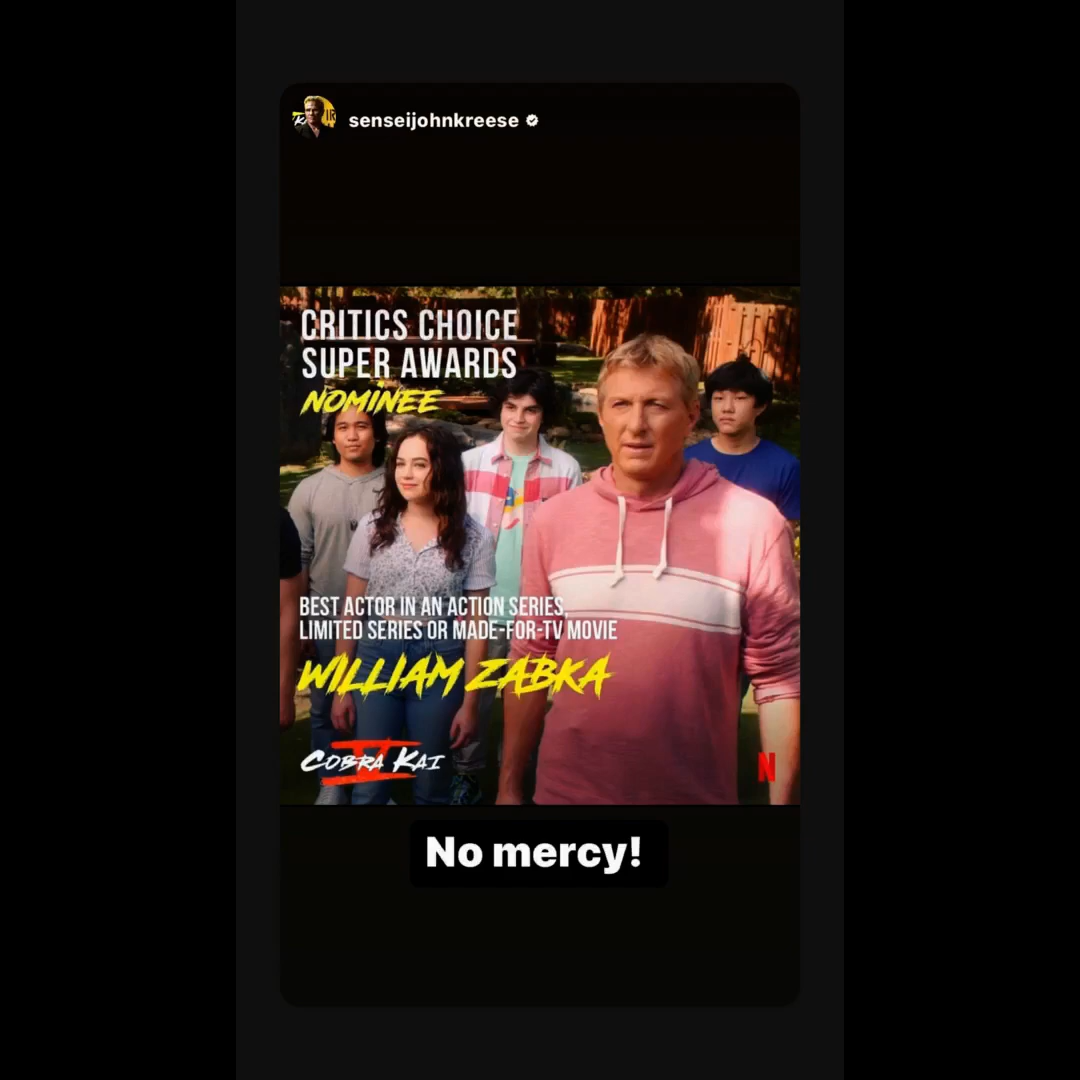 senseijohnkreese
CRITICS CHOICE
SUPER AWARDS
NOMINEE
BEST ACTOR IN AN ACTION SERIES,
LIMITED SERIES OR MADE-FOR-TV MOVIE
WILLIAM ZABKA
COBRA KAI
V
N
No mercy!